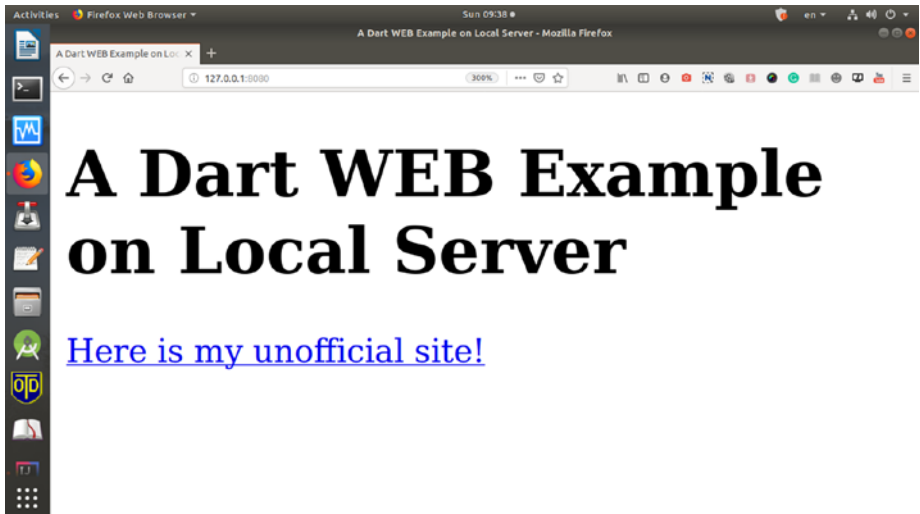 Activities Firefox Web Browser Sun 09:38 en
A Dart WEB Example on Local Server - Mozilla Firefox
A Dart WEB Example on Loc
127.0.0.1:8080 300%
A Dart WEB Example
on Local Server
Here is my unofficial site!